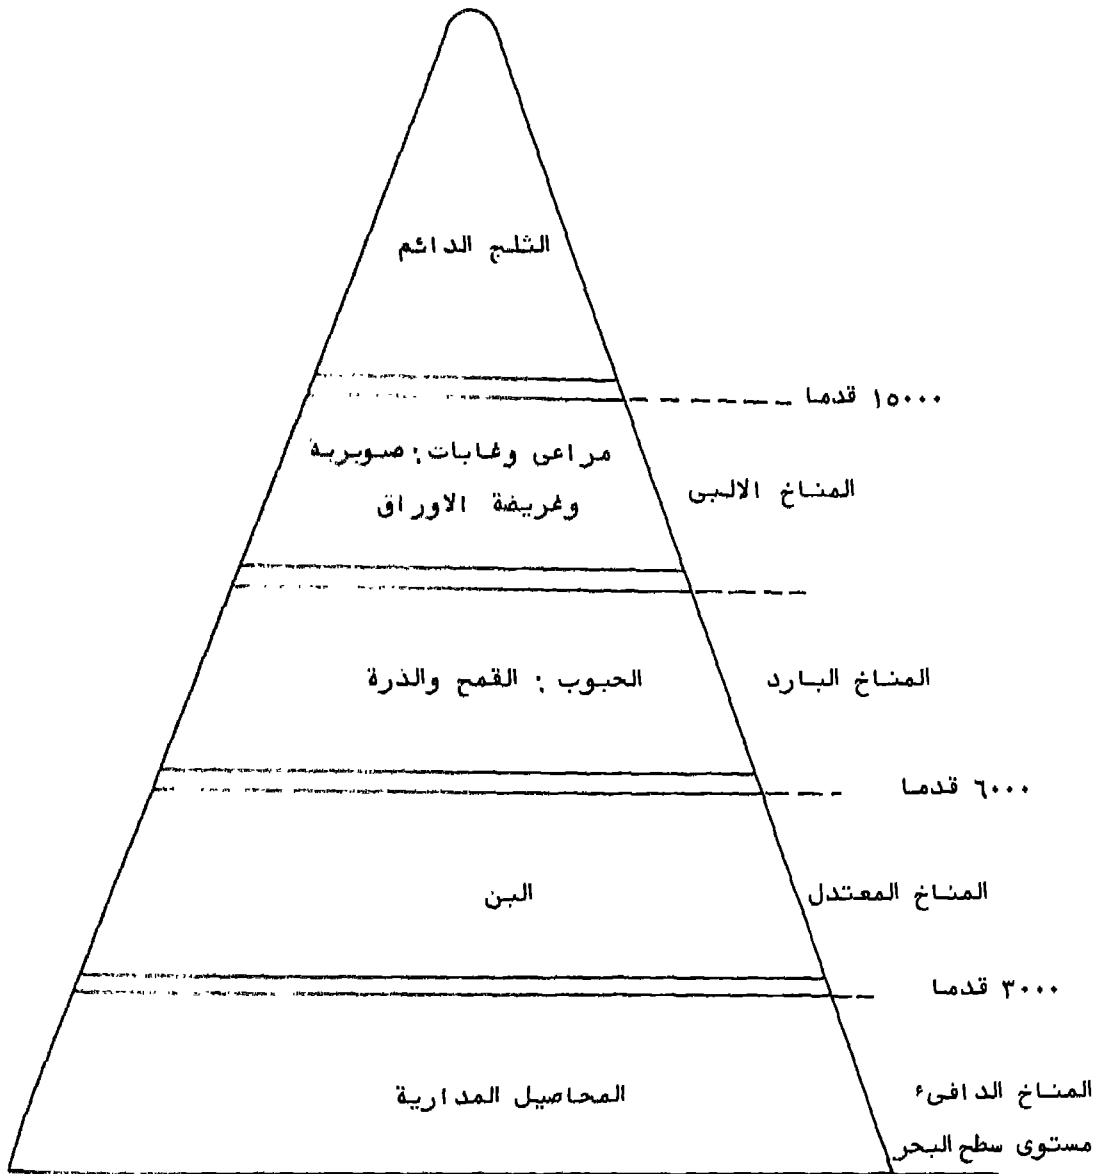 الثلج الدائم
١٥٠٠٠ قدما
مراعى وغابات : صوبرية
وغريضة الاوراق
المناخ الالبى
الحبوب : القمح والذرة
المناخ البارد
٦٠٠٠ قدما
البن
المناخ المعتدل
٣٠٠٠ قدما
المحاصيل المدارية
المناخ الدافىء
مستوى سطح البحر